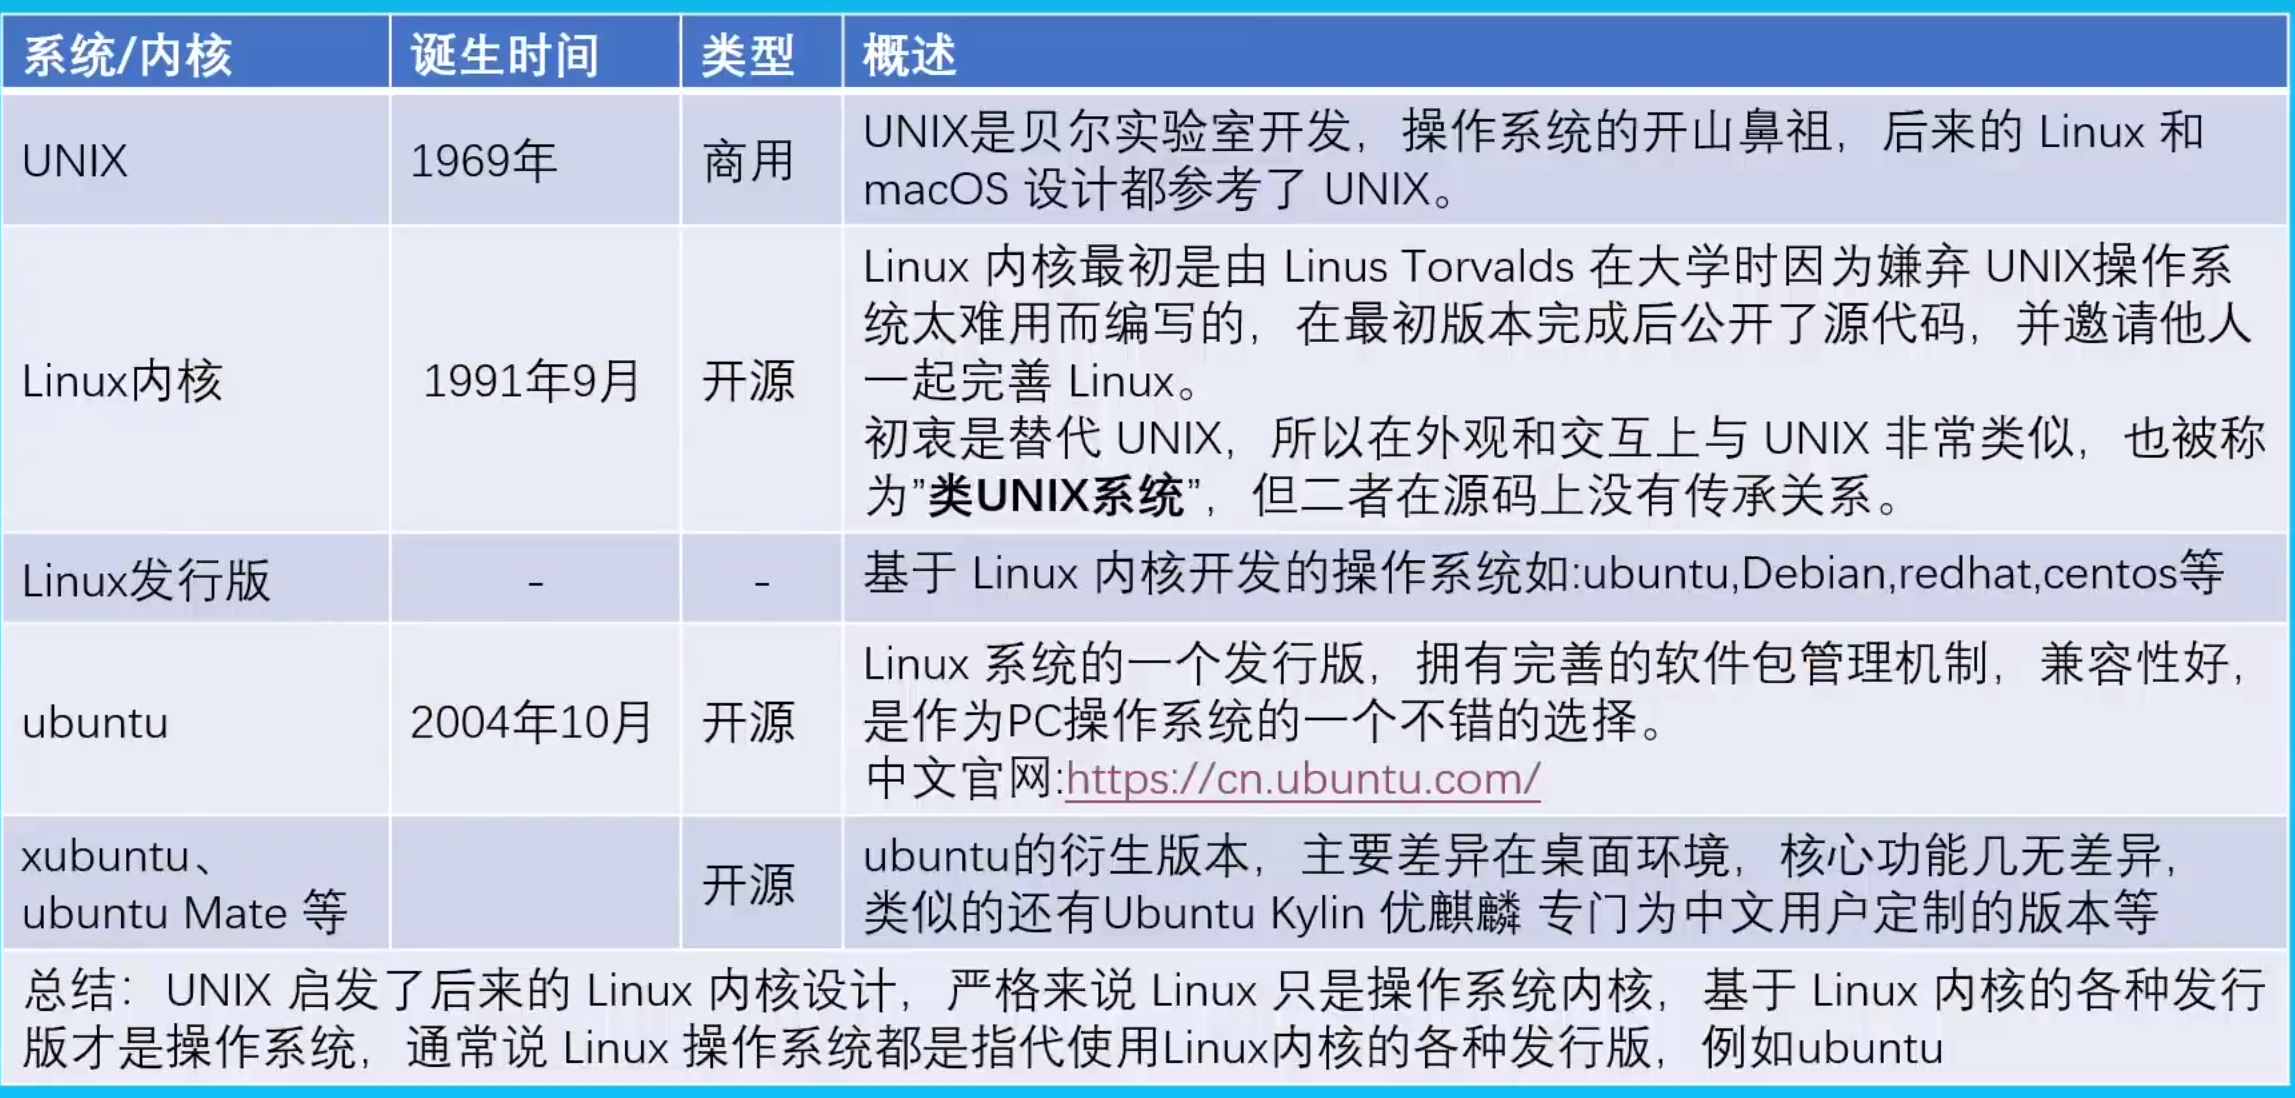 系统/内核 诞生时间 类型 概述
UNIX 1969年 商用 UNIX是贝尔实验室开发，操作系统的开山鼻祖，后来的 Linux 和
macOS 设计都参考了 UNIX。
Linux内核 1991年9月 开源 Linux 内核最初是由 Linus Torvalds 在大学时因为嫌弃 UNIX操作系
统太难用而编写的，在最初版本完成后公开了源代码，并邀请他人
一起完善 Linux。
初衷是替代 UNIX，所以在外观和交互上与 UNIX 非常类似，也被称
为”类UNIX系统”，但二者在源码上没有传承关系。
Linux发行版 - - 基于 Linux 内核开发的操作系统如:ubuntu,Debian,redhat,centos等
ubuntu 2004年10月 开源 Linux 系统的一个发行版，拥有完善的软件包管理机制，兼容性好，
是作为PC操作系统的一个不错的选择。
中文官网:https://cn.ubuntu.com/
xubuntu、
ubuntu Mate 等 开源 ubuntu的衍生版本，主要差异在桌面环境，核心功能几无差异，
类似的还有Ubuntu Kylin 优麒麟 专门为中文用户定制的版本等
总结：UNIX 启发了后来的 Linux 内核设计，严格来说 Linux 只是操作系统内核，基于 Linux 内核的各种发行
版才是操作系统，通常说 Linux 操作系统都是指代使用Linux内核的各种发行版，例如ubuntu